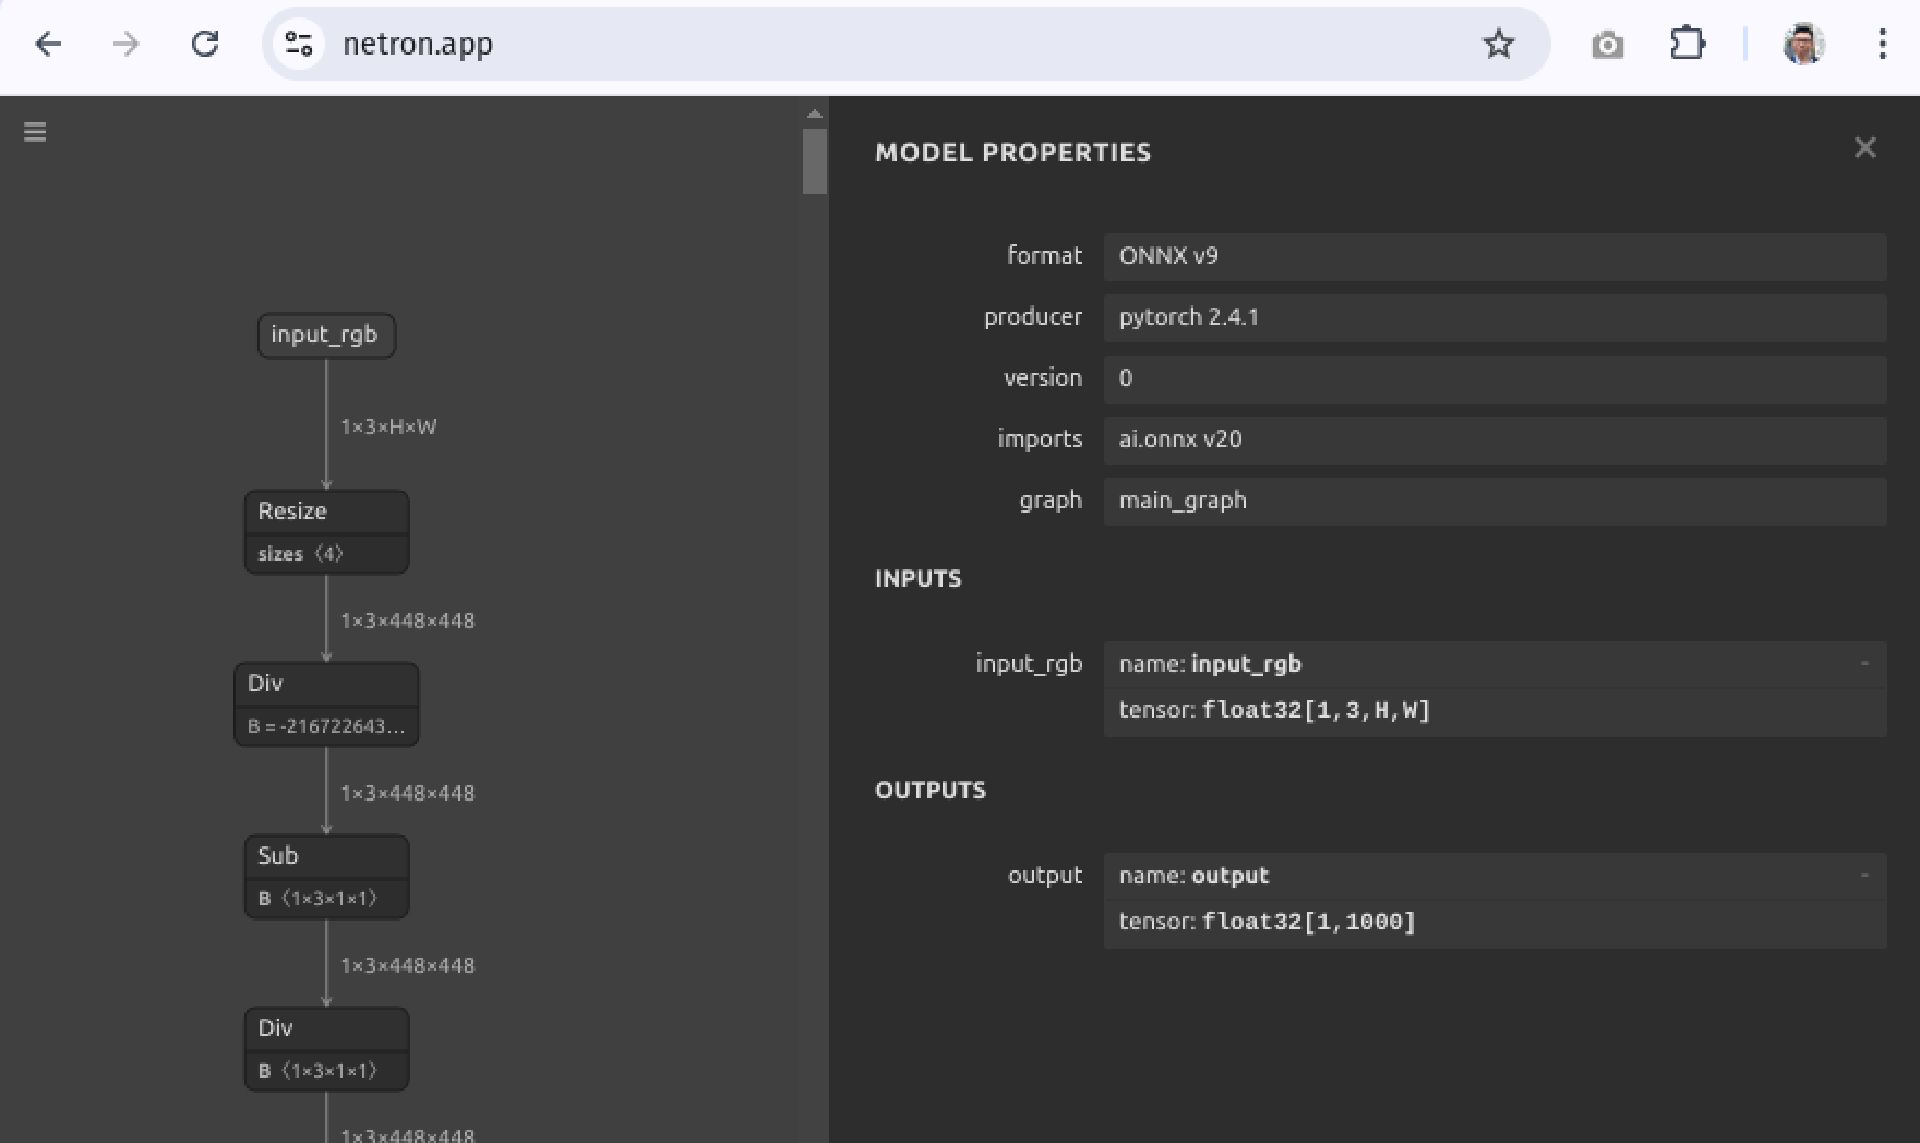 netron.app
input_rgb
1×3×H×W
Resize
sizes 〈4〉
1×3×448×448
Div
B = -216722643…
1×3×448×448
Sub
B 〈1×3×1×1〉
1×3×448×448
Div
B 〈1×3×1×1〉
1×3×448×448
MODEL PROPERTIES
format ONNX v9
producer pytorch 2.4.1
version 0
imports ai.onnx v20
graph main_graph
INPUTS
input_rgb name: input_rgb -
tensor: float32[1,3,H,W]
OUTPUTS
output name: output -
tensor: float32[1,1000]